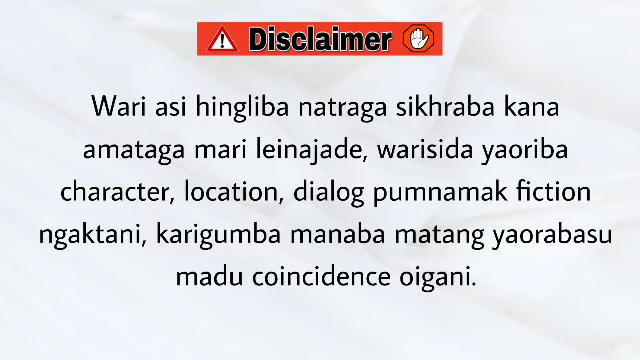 Disclaimer
Wari asi hingliba natraga sikhraba kana
amataga mari leinajade, warisida yaoriba
character, location, dialog pumnamak fiction
ngaktani, karigumba manaba matang yaorabasu
madu coincidence oigani.